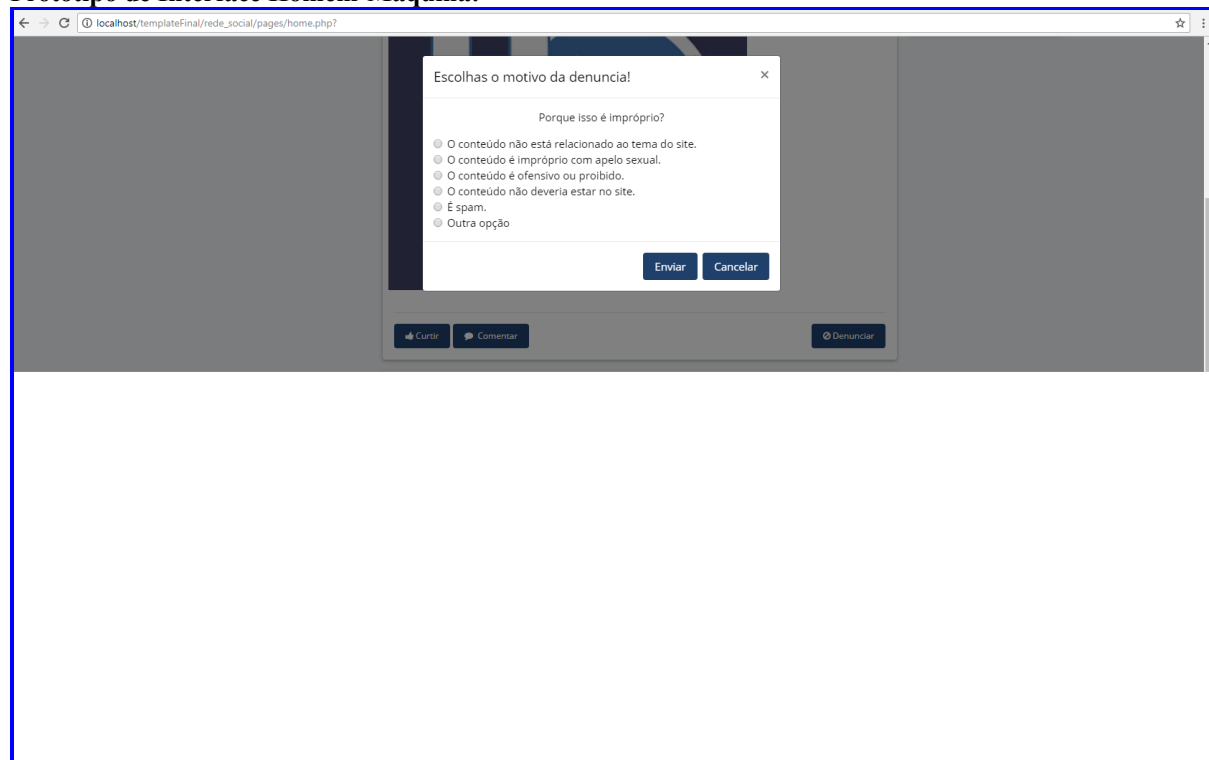 Prototipo de Interface Homem-Maquina:
localhost/templateFinal/rede_social/pages/home.php?
Escolhas o motivo da denuncia!
×
Porque isso é impróprio?
O conteúdo não está relacionado ao tema do site.
O conteúdo é impróprio com apelo sexual.
O conteúdo é ofensivo ou proibido.
O conteúdo não deveria estar no site.
É spam.
Outra opção
Enviar Cancelar
Curtir Comentar Denunciar